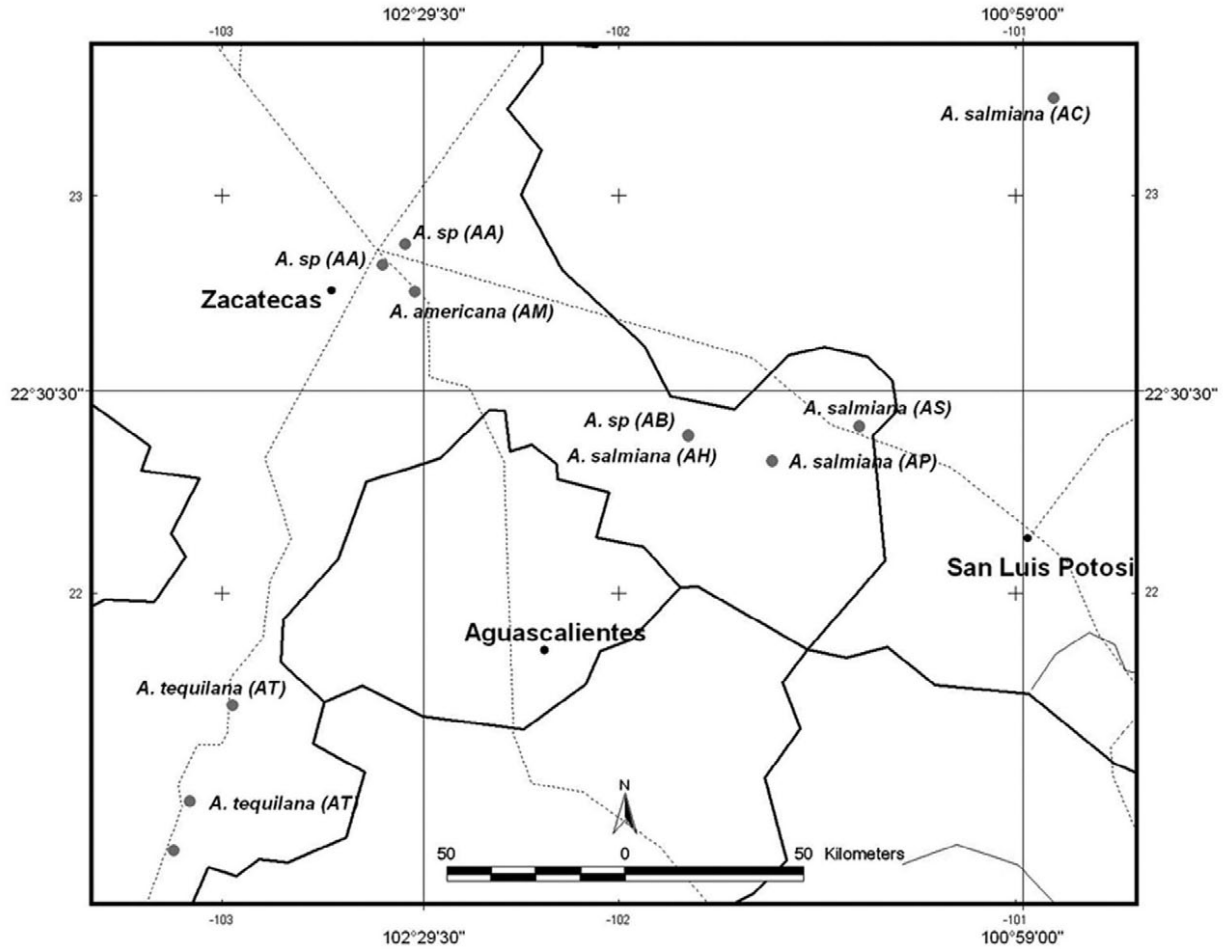 102°29'30" 100°59'00"
-103 -102 -101
A. salmiana (AC)
23 23
A. sp (AA)
A. sp (AA)
Zacatecas
A. americana (AM)
22°30'30" 22°30'30"
A. salmiana (AS)
A. sp (AB)
A. salmiana (AH) A. salmiana (AP)
San Luis Potosi
22 22
Aguascalientes
A. tequilana (AT)
N
A. tequilana (AT)
50 0 50 Kilometers
-103 -102 -101
102°29'30" 100°59'00"